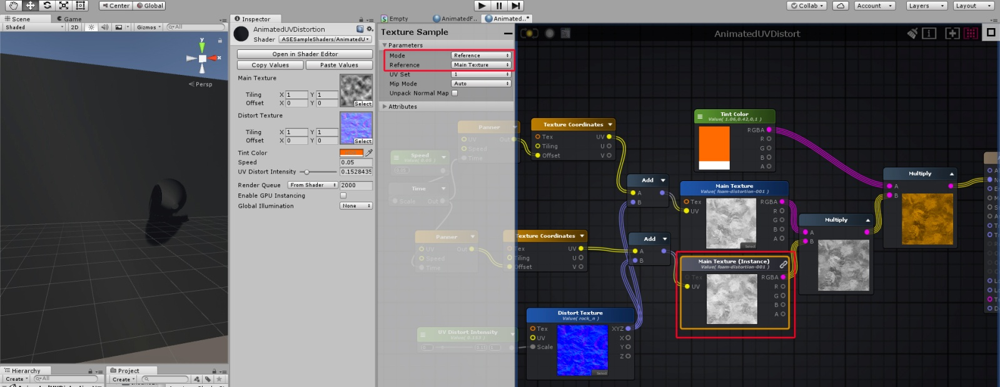 Center Global
Collab Account Layers Layout
Scene Game
Shaded 2D Gizmos All
y
x
Persp
Inspector
AnimatedUVDistortion
Shader ASESampleShaders/AnimatedU
Open in Shader Editor
Copy Values Paste Values
Main Texture
Tiling X 1 Y 1
Offset X 0 Y 0
Select
Distort Texture
Tiling X 1 Y 1
Offset X 0 Y 0
Select
Tint Color
Speed 0.05
UV Distort Intensity 0.1528435
Render Queue From Shader 2000
Enable GPU Instancing
Global Illumination None
Hierarchy
Create All
Project
Create
Empty AnimatedF.. Animated..*
Texture Sample
Parameters
Mode Reference
Reference Main Texture
UV Set 1
Mip Mode Auto
Unpack Normal Map
Attributes
AnimatedUVDistort
Panner
UV Out
Speed
Time
Speed
Time
Scale Out
Texture Coordinates
Tex UV
Tiling U
Offset V
Panner
UV Out
Speed
Time
Texture Coordinates
Tex UV
Tiling U
Offset V
UV Distort Intensity
Distort Texture
Value( rock_n )
Tex XYZ
UV X
Scale Y
Z
Select
Add
A
B
Add
A
B
Tint Color
Value( 1.06,0.42,0,1 )
RGBA
R
G
B
A
Main Texture
Value( foam-distortion-001 )
Tex RGBA
UV R
G
B
A
Select
Main Texture (Instance)
Value( foam-distortion-001 )
Tex RGBA
UV R
G
B
A
Multiply
A
B
Multiply
A
B